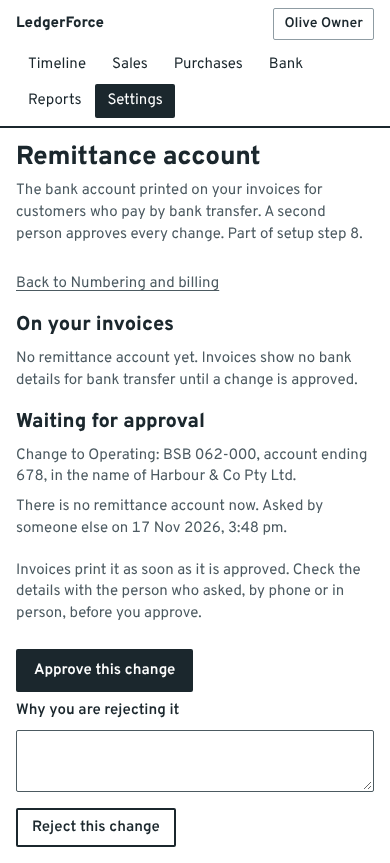 LedgerForce
Olive Owner
Timeline Sales Purchases Bank
Reports Settings
Remittance account
The bank account printed on your invoices for
customers who pay by bank transfer. A second
person approves every change. Part of setup step 8.
Back to Numbering and billing
On your invoices
No remittance account yet. Invoices show no bank
details for bank transfer until a change is approved.
Waiting for approval
Change to Operating: BSB 062-000, account ending
678, in the name of Harbour & Co Pty Ltd.
There is no remittance account now. Asked by
someone else on 17 Nov 2026, 3:48 pm.
Invoices print it as soon as it is approved. Check the
details with the person who asked, by phone or in
person, before you approve.
Approve this change
Why you are rejecting it
Reject this change